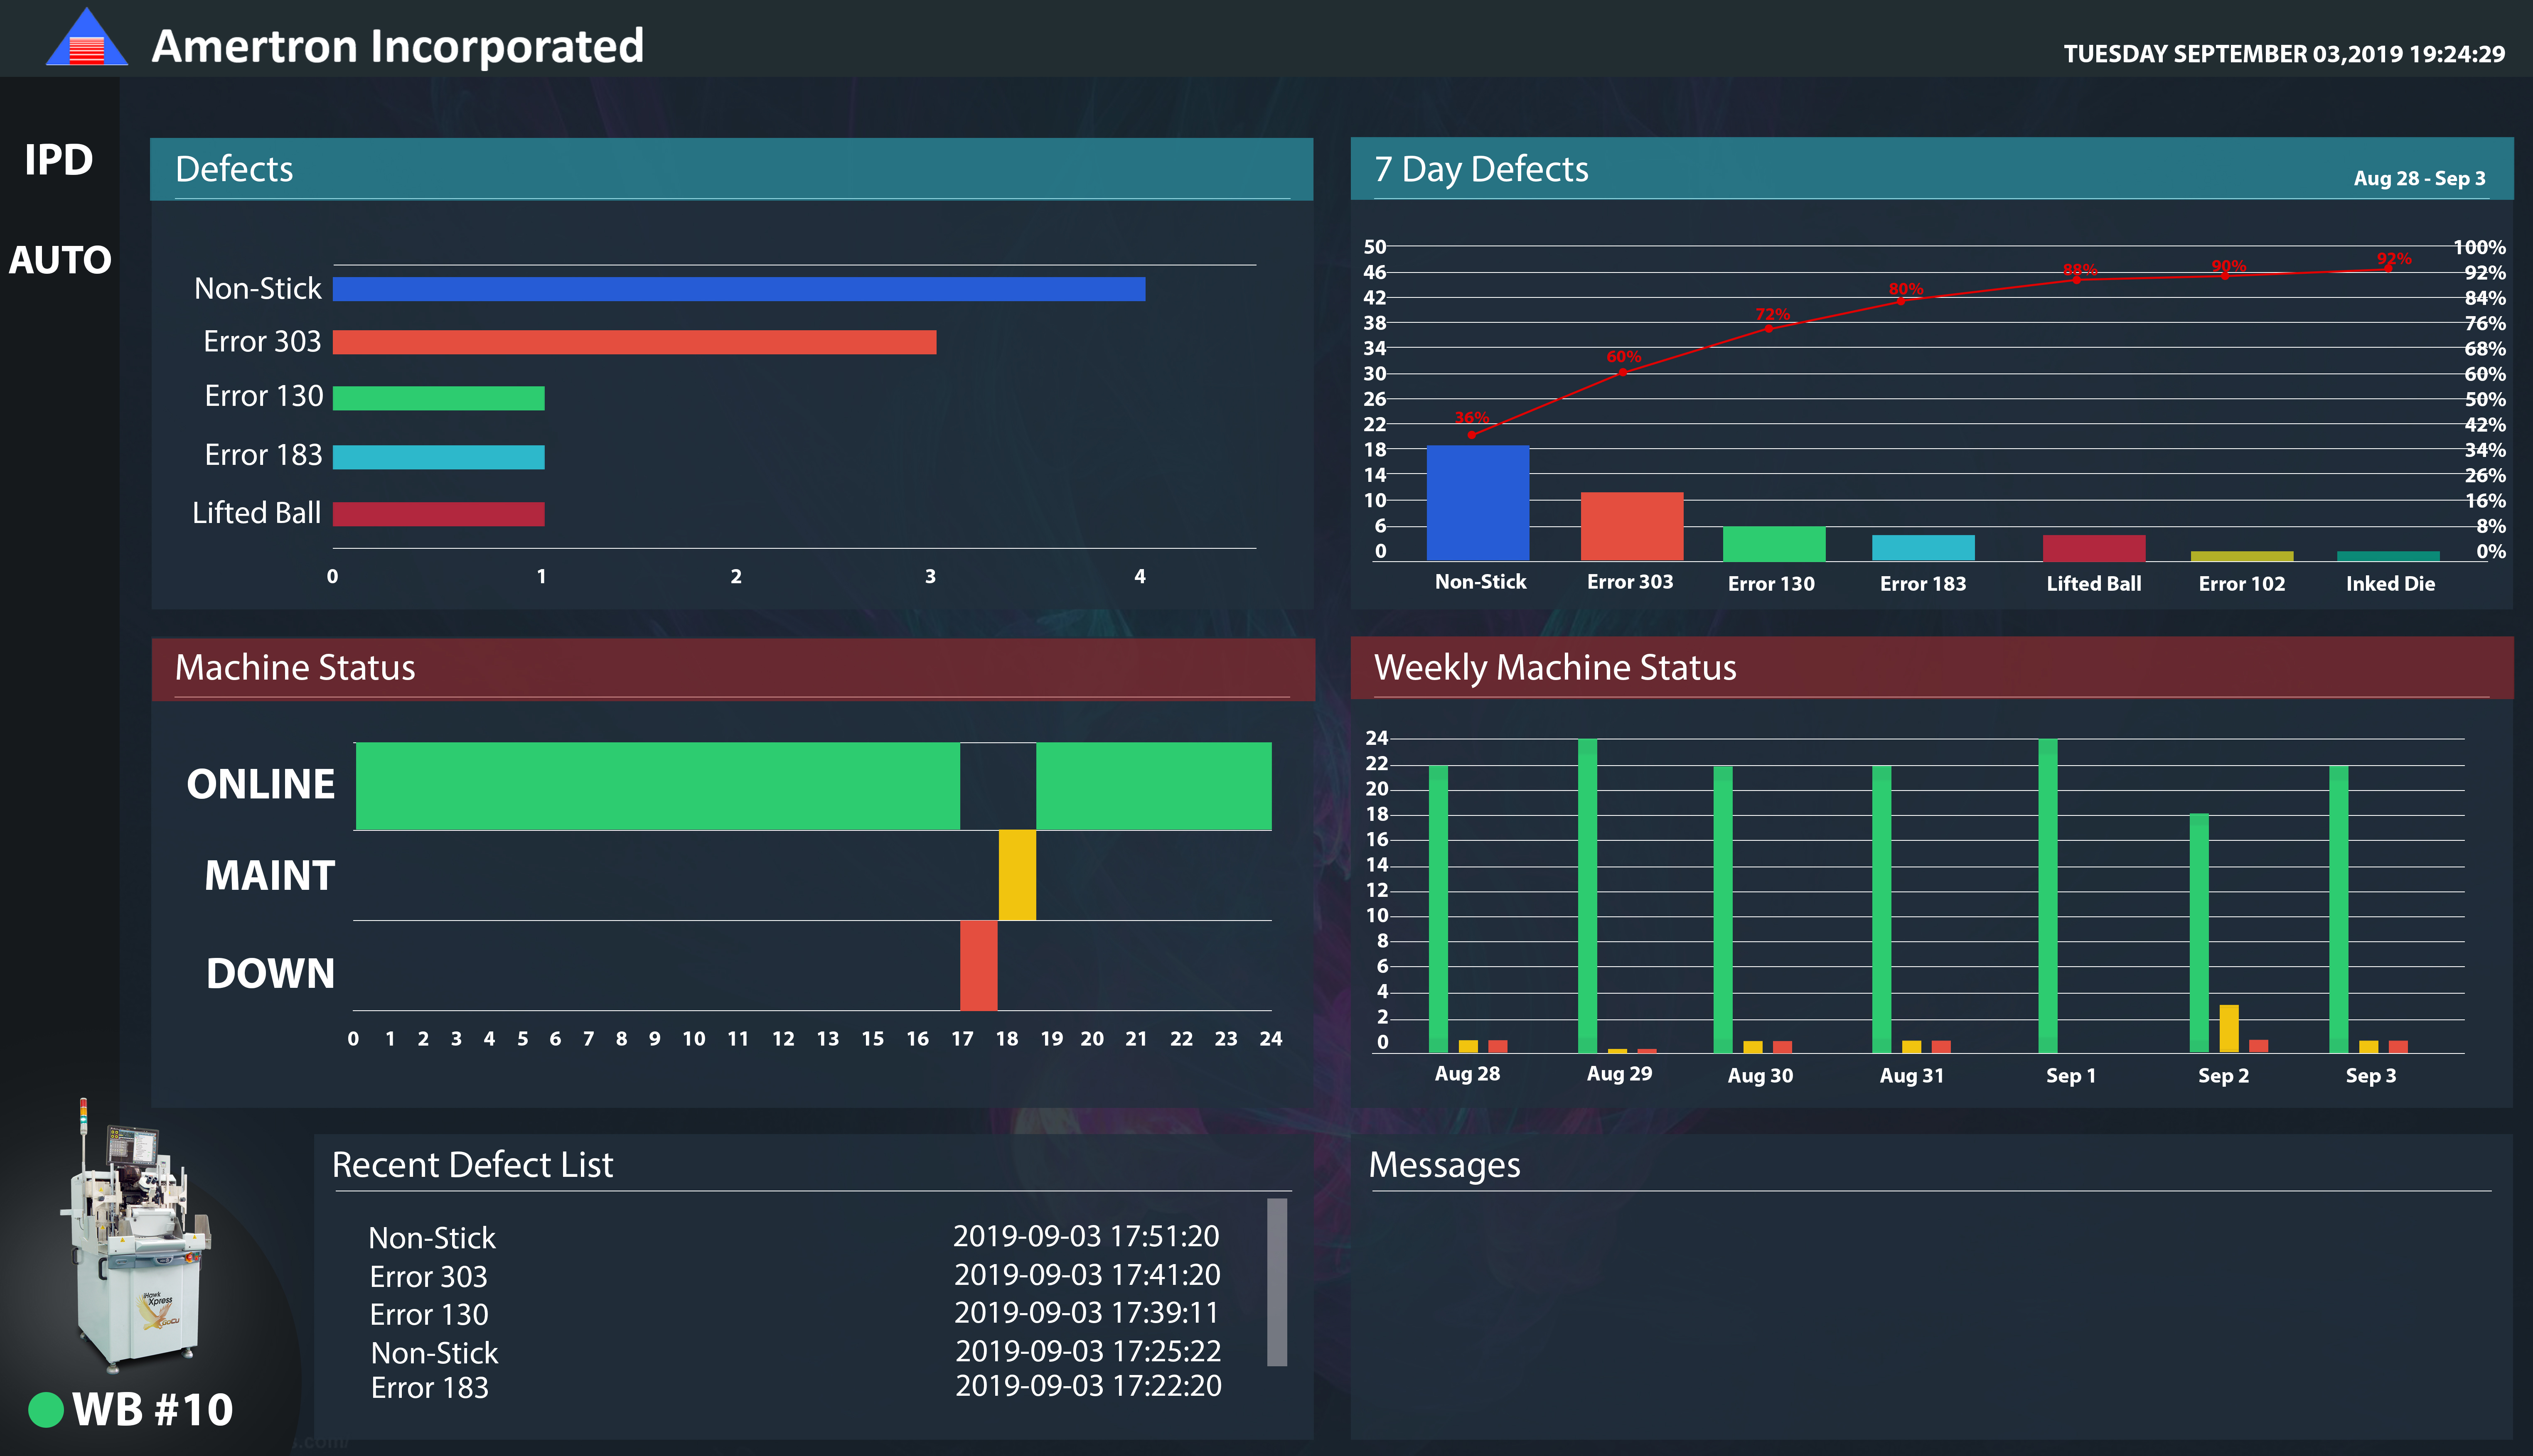 Amertron Incorporated
TUESDAY SEPTEMBER 03,2019 19:24:29
IPD
AUTO
Defects
Non-Stick
Error 303
Error 130
Error 183
Lifted Ball
0 1 2 3 4
7 Day Defects
Aug 28 - Sep 3
50 100%
46 92%
42 84%
38 76%
34 68%
30 60%
26 50%
22 42%
18 34%
14 26%
10 16%
6 8%
0 0%
36% 60% 72% 80% 88% 90% 92%
Non-Stick Error 303 Error 130 Error 183 Lifted Ball Error 102 Inked Die
Machine Status
ONLINE
MAINT
DOWN
0 1 2 3 4 5 6 7 8 9 10 11 12 13 15 16 17 18 19 20 21 22 23 24
Weekly Machine Status
24
22
20
18
16
14
12
10
8
6
4
2
0
Aug 28 Aug 29 Aug 30 Aug 31 Sep 1 Sep 2 Sep 3
iHawk
Xpress
GoCu
WB #10
Recent Defect List
Non-Stick 2019-09-03 17:51:20
Error 303 2019-09-03 17:41:20
Error 130 2019-09-03 17:39:11
Non-Stick 2019-09-03 17:25:22
Error 183 2019-09-03 17:22:20
Messages